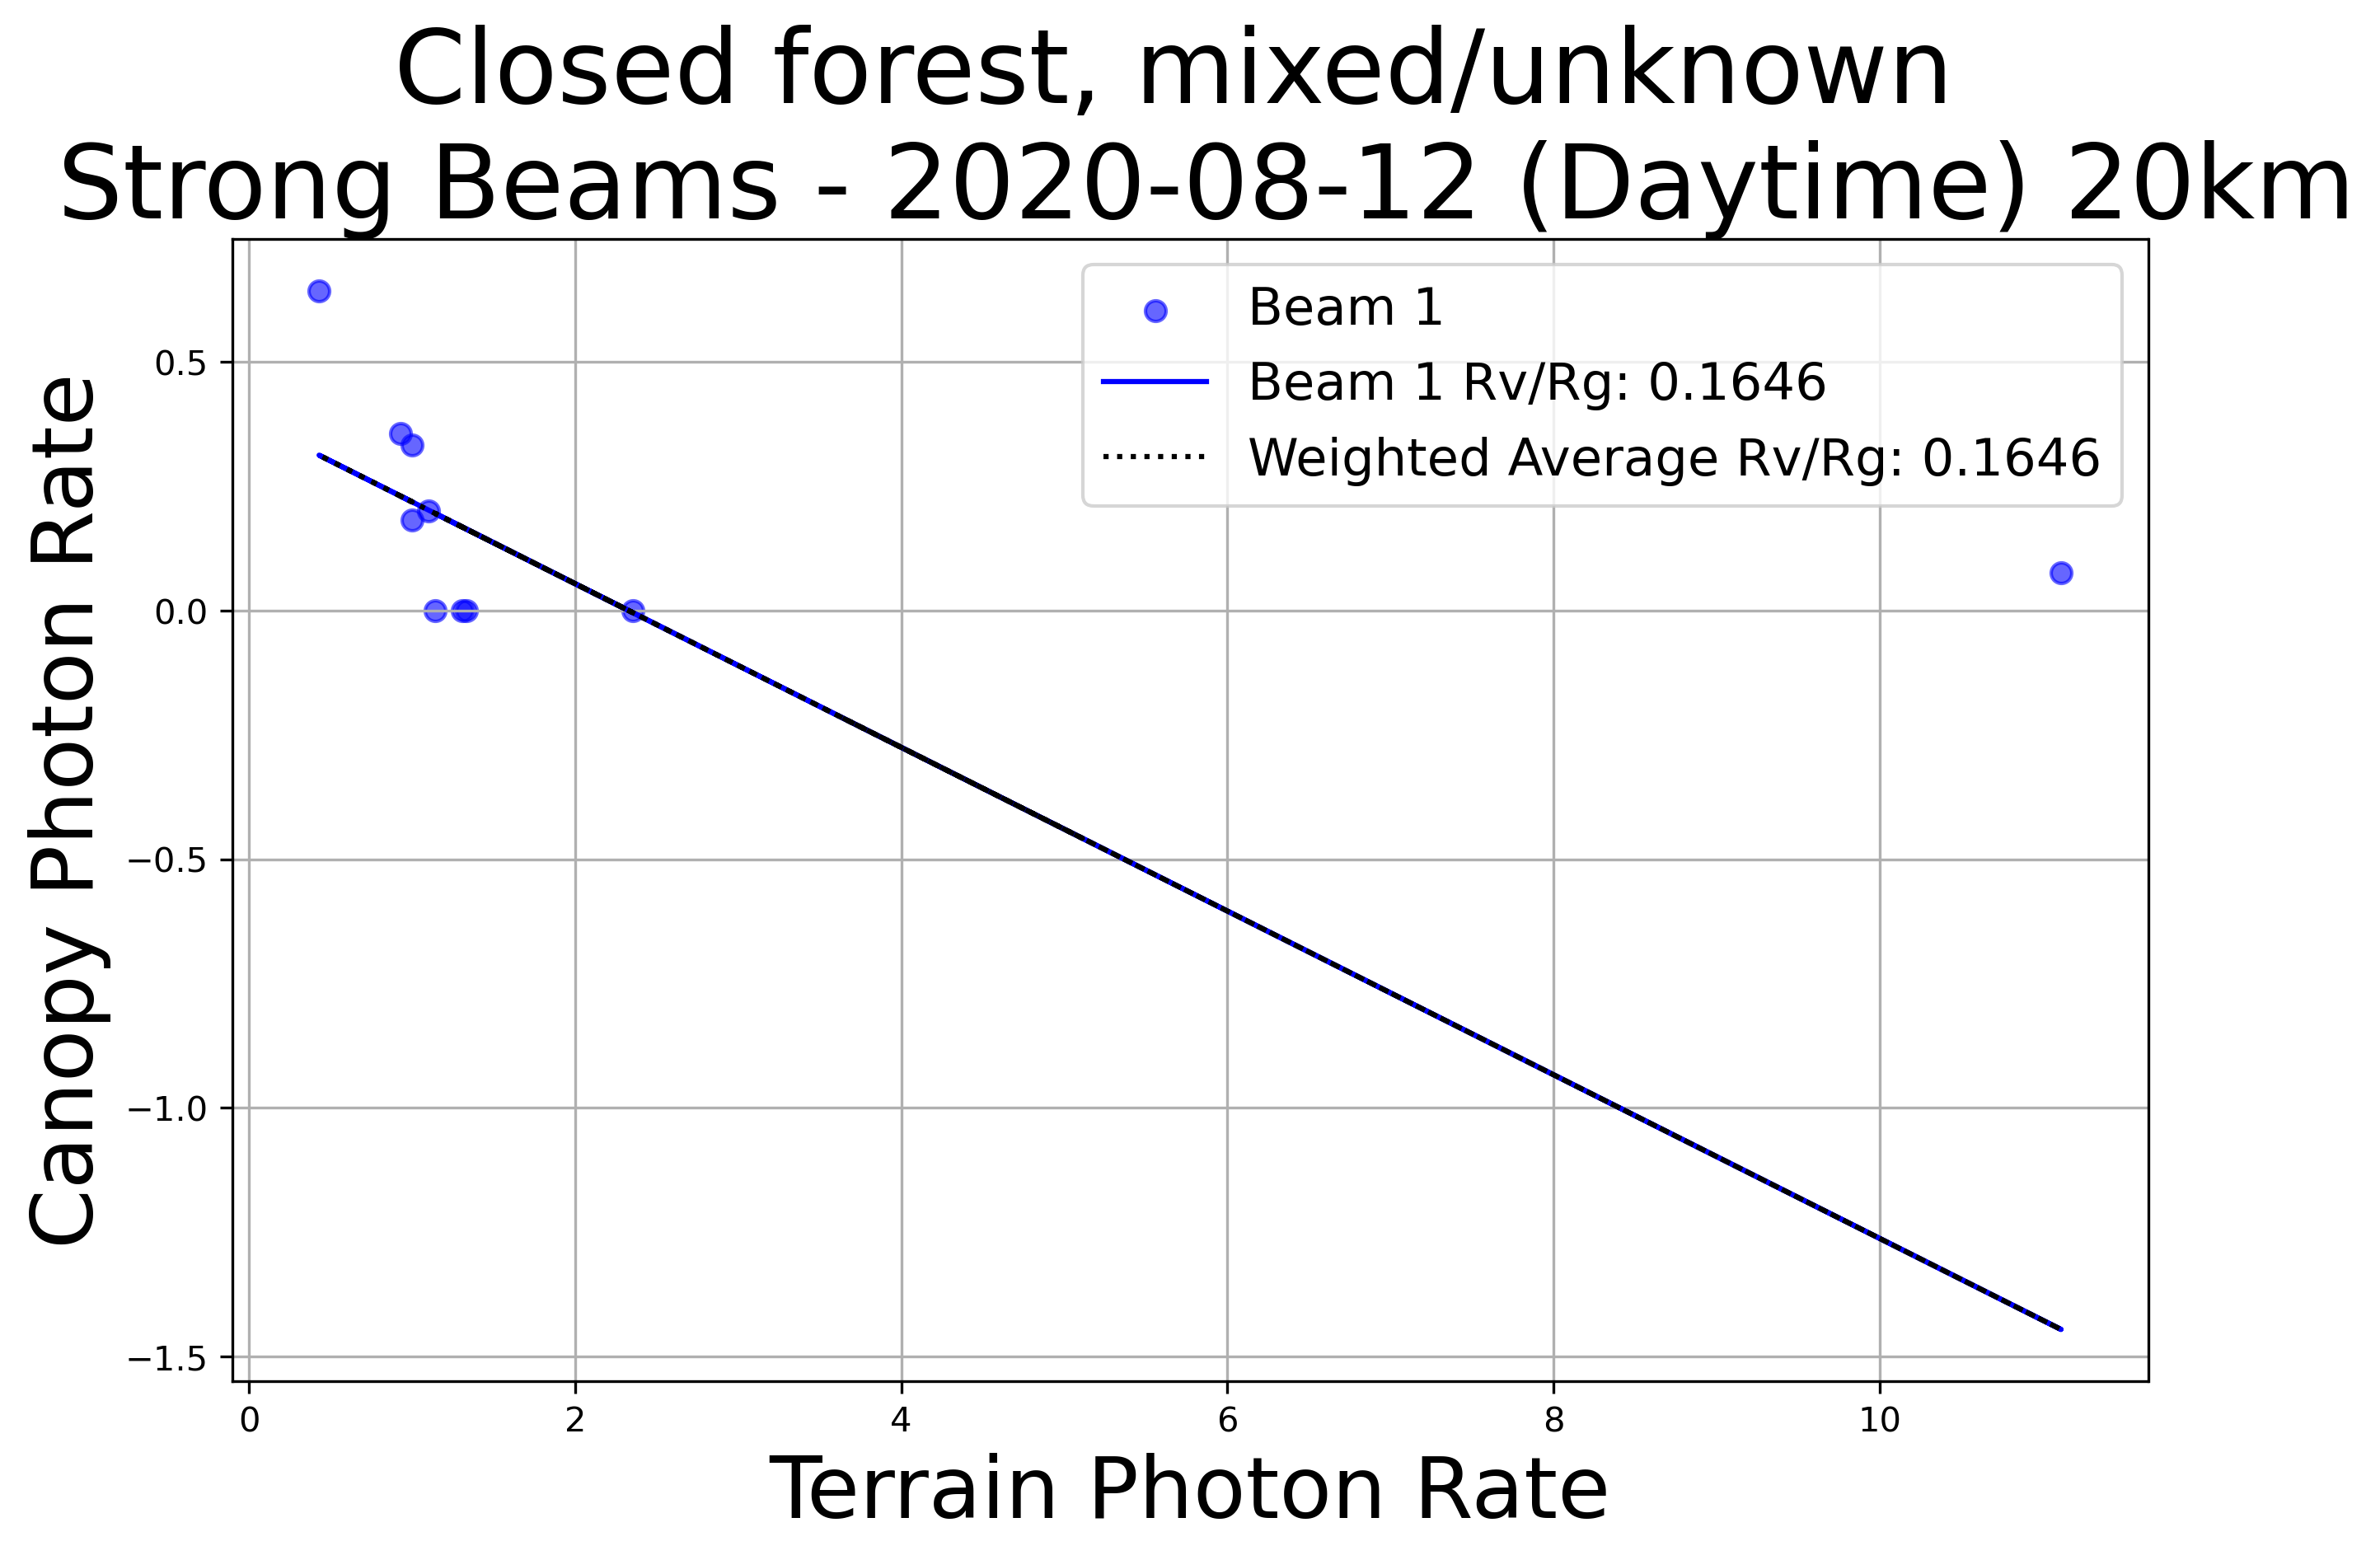 Closed forest, mixed/unknown
Strong Beams - 2020-08-12 (Daytime) 20km
Beam 1
Beam 1 Rv/Rg: 0.1646
Weighted Average Rv/Rg: 0.1646
Canopy Photon Rate
0.5
0.0
−0.5
−1.0
−1.5
0 2 4 6 8 10
Terrain Photon Rate